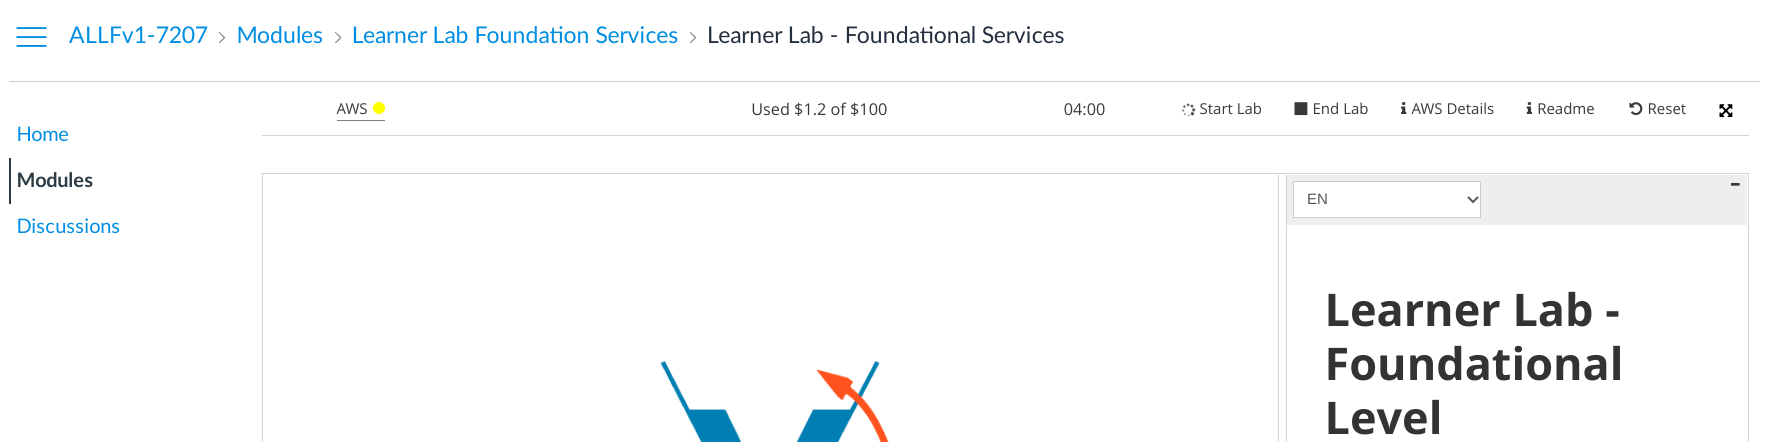 ALLFv1-7207 › Modules › Learner Lab Foundation Services › Learner Lab - Foundational Services
AWS Used $1.2 of $100 04:00 Start Lab End Lab AWS Details Readme Reset
Home
Modules
Discussions
EN
Learner Lab -
Foundational
Level